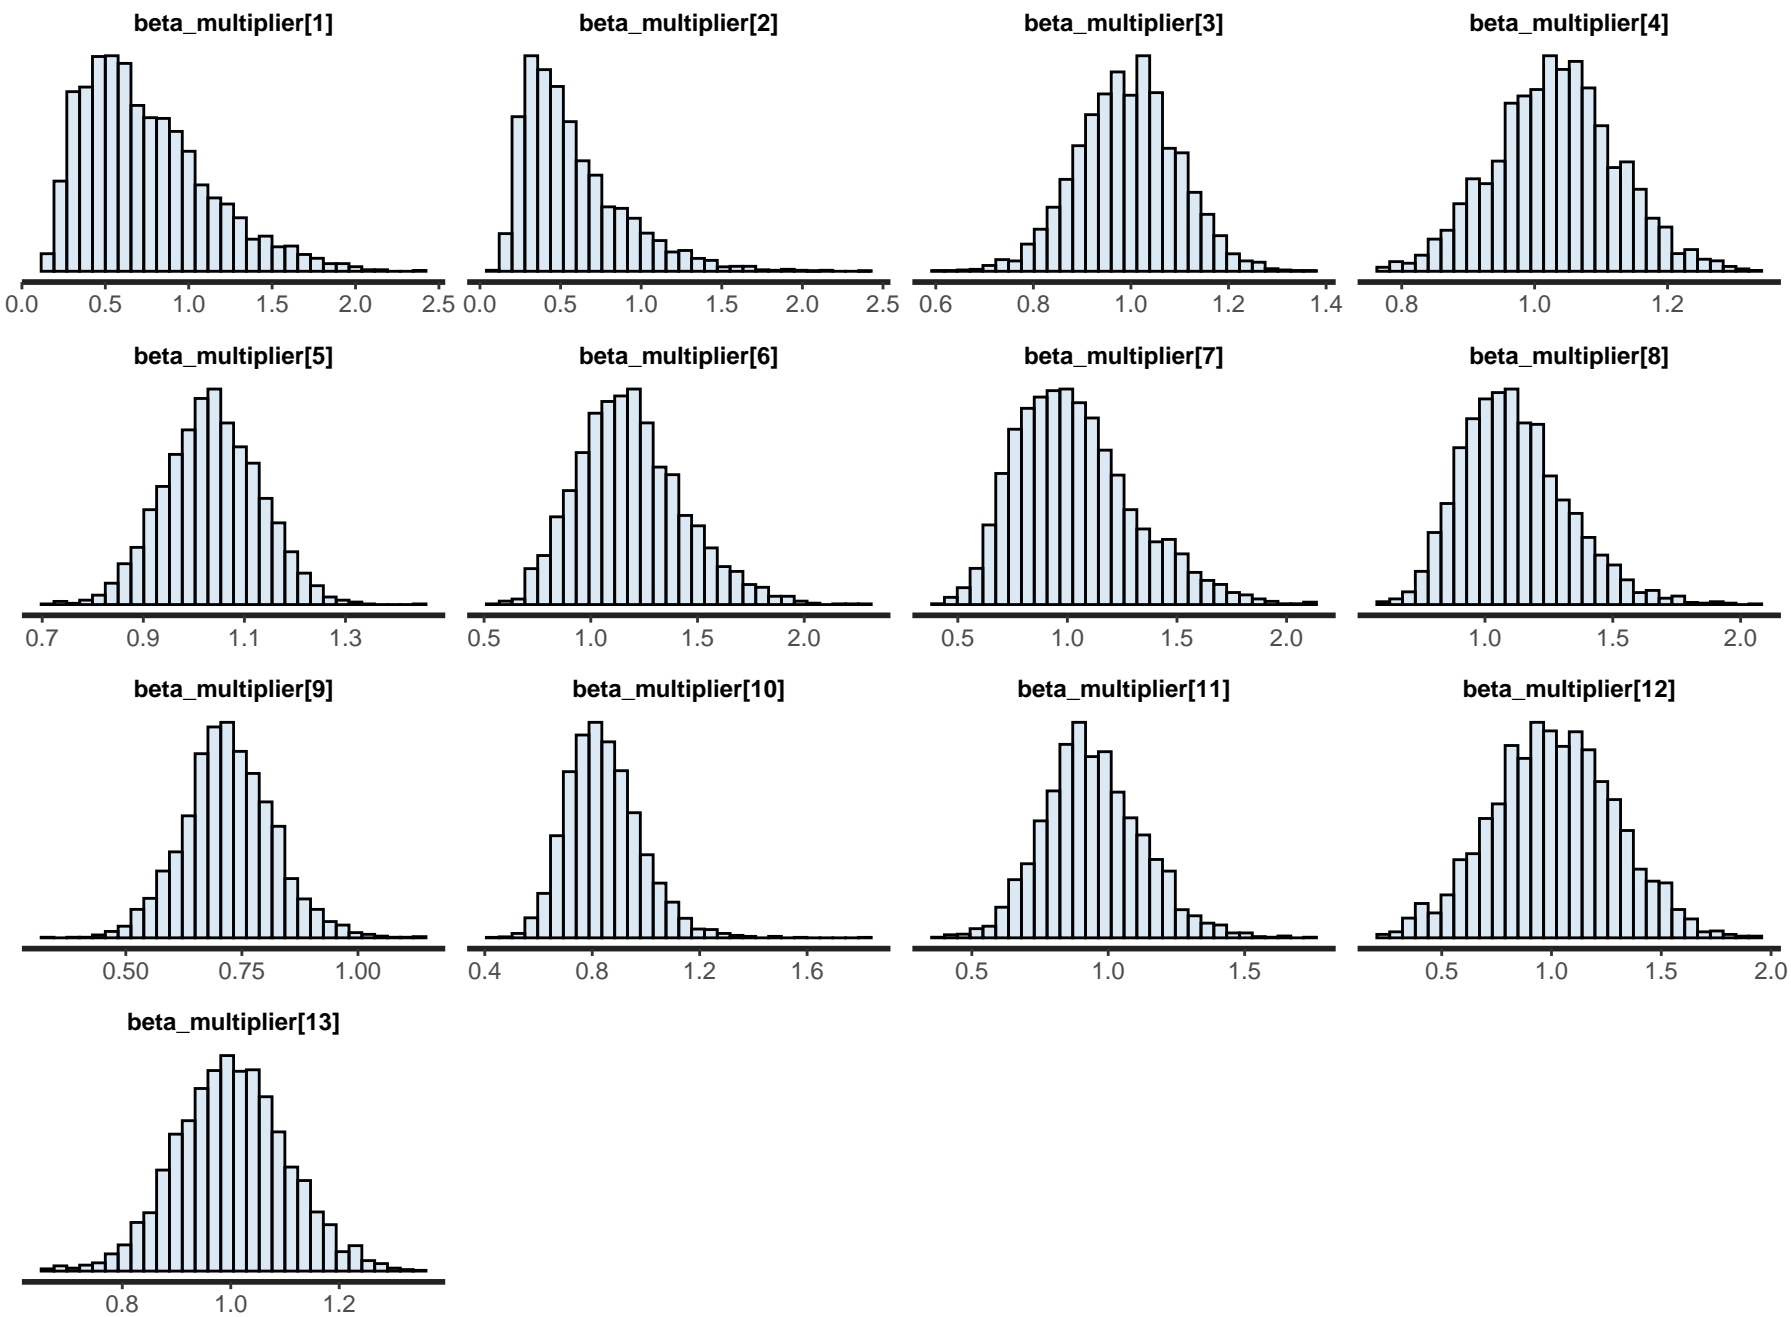 beta_multiplier[1] beta_multiplier[2] beta_multiplier[3] beta_multiplier[4]
0.0 0.5 1.0 1.5 2.0 2.5 0.0 0.5 1.0 1.5 2.0 2.5 0.6 0.8 1.0 1.2 1.4 0.8 1.0 1.2
beta_multiplier[5] beta_multiplier[6] beta_multiplier[7] beta_multiplier[8]
0.7 0.9 1.1 1.3 0.5 1.0 1.5 2.0 0.5 1.0 1.5 2.0 1.0 1.5 2.0
beta_multiplier[9] beta_multiplier[10] beta_multiplier[11] beta_multiplier[12]
0.50 0.75 1.00 0.4 0.8 1.2 1.6 0.5 1.0 1.5 0.5 1.0 1.5 2.0
beta_multiplier[13]
0.8 1.0 1.2